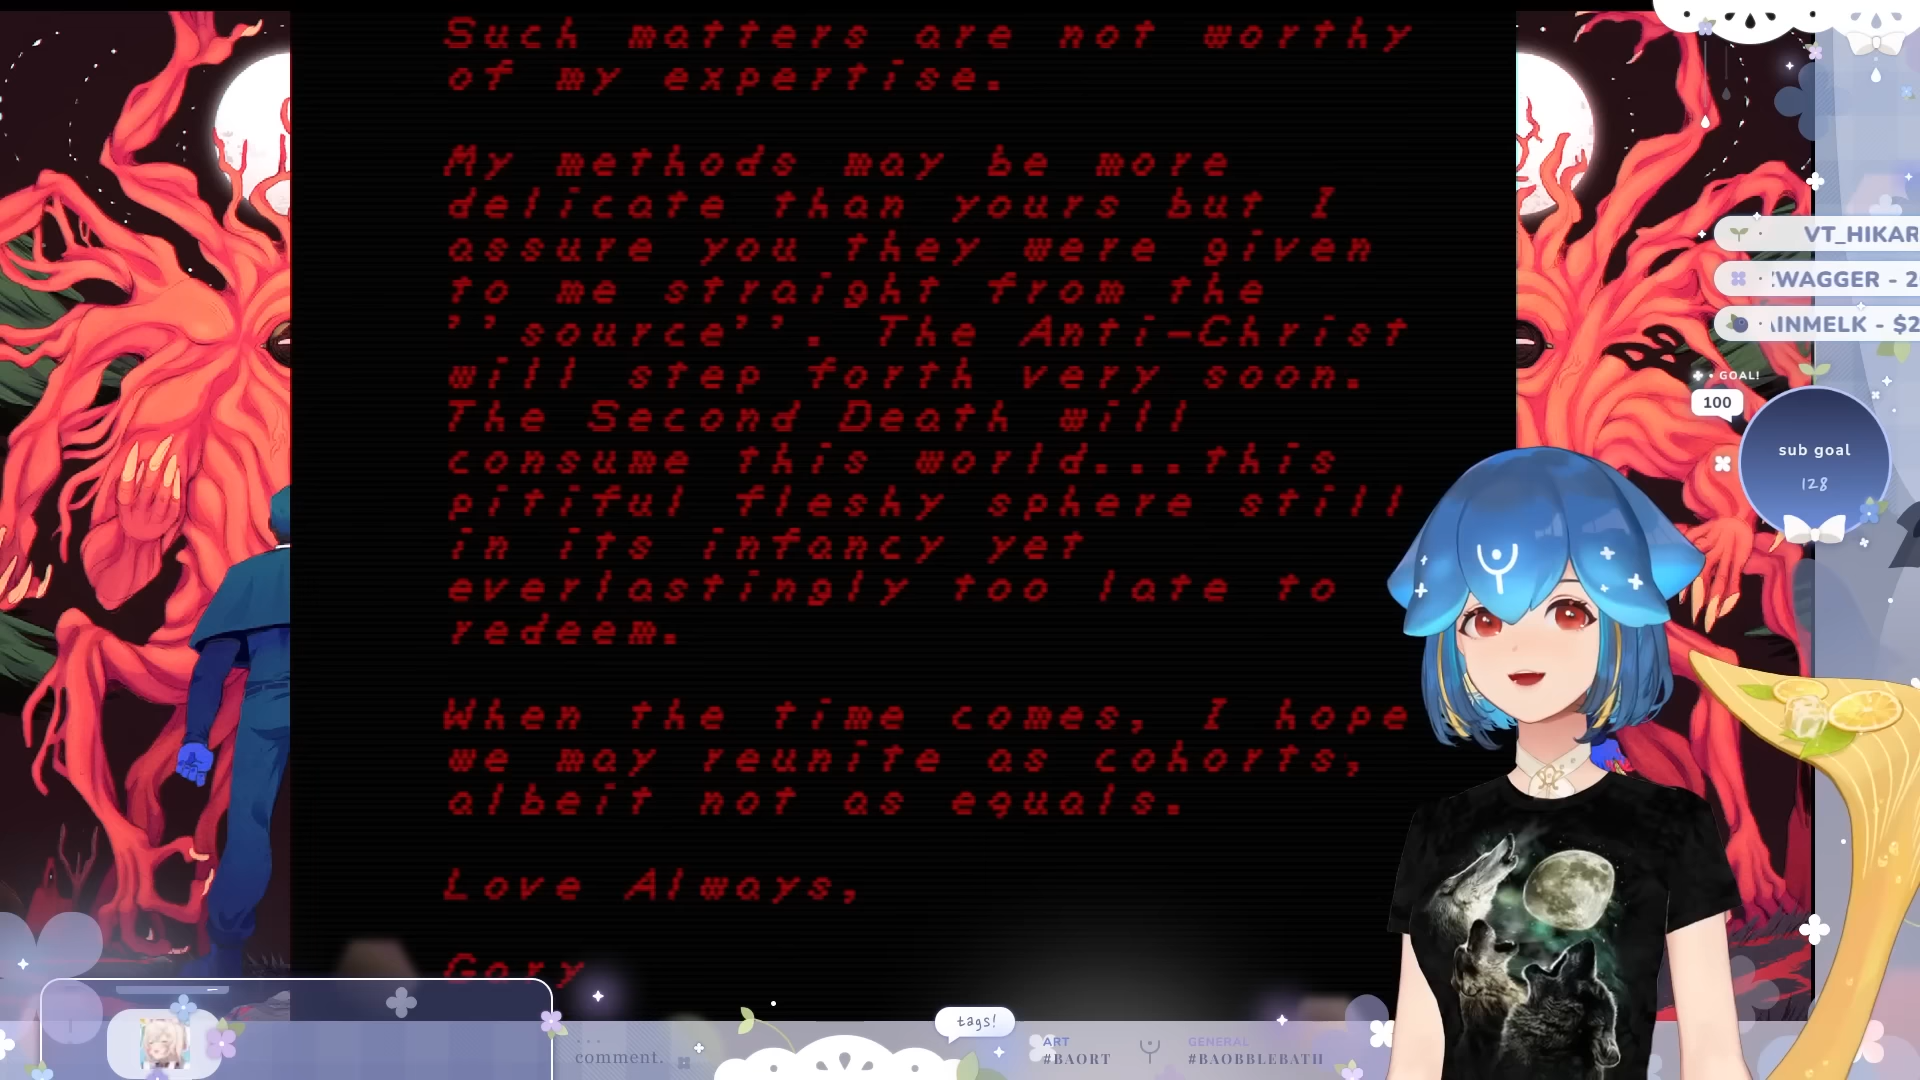 Such matters are not worthy
of my expertise.
My methods may be more
delicate than yours but I
assure you they were given
to me straight from the
''source''. The Anti-Christ
will step forth very soon.
The Second Death will
consume this world...this
pitiful fleshy sphere still
in its infancy yet
everlastingly too late to
redeem.
When the time comes, I hope
we may reunite as cohorts,
albeit not as equals.
Love Always,
Gary
VT_HIKAR
WAGGER - 2
AINMELK - $2
• GOAL!
100
sub goal
128
...
comment.
tags!
ART
#BAORT
GENERAL
#BAOBBLEBATH